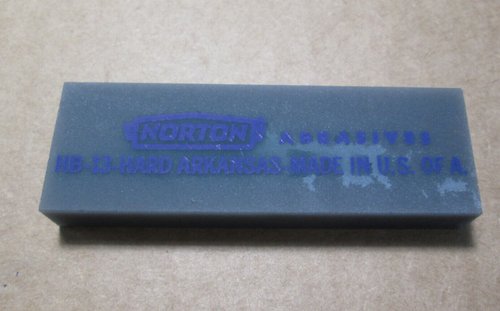 NORTON ABRASIVES
HB-13-HARD ARKANSAS-MADE IN U.S. OF A.